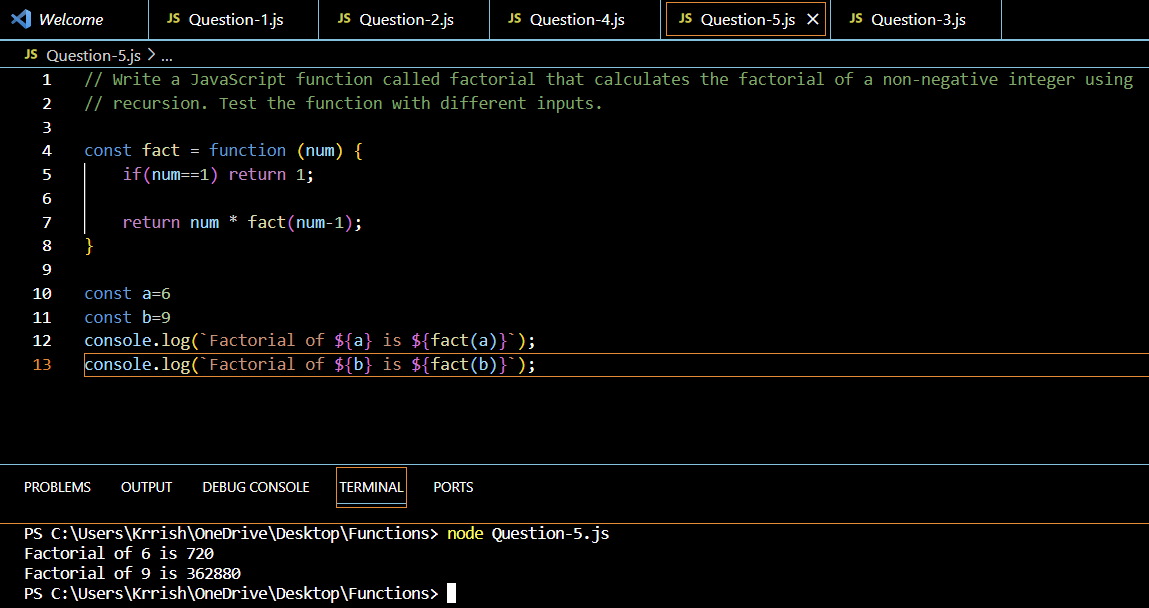 Welcome
JS Question-1.js
JS Question-2.js
JS Question-4.js
JS Question-5.js ×
JS Question-3.js
JS Question-5.js > ...
1 // Write a JavaScript function called factorial that calculates the factorial of a non-negative integer using
2 // recursion. Test the function with different inputs.
3
4 const fact = function (num) {
5     if(num==1) return 1;
6
7     return num * fact(num-1);
8 }
9
10 const a=6
11 const b=9
12 console.log(`Factorial of ${a} is ${fact(a)}`);
13 console.log(`Factorial of ${b} is ${fact(b)}`);
PROBLEMS OUTPUT DEBUG CONSOLE TERMINAL PORTS
PS C:\Users\Krrish\OneDrive\Desktop\Functions> node Question-5.js
Factorial of 6 is 720
Factorial of 9 is 362880
PS C:\Users\Krrish\OneDrive\Desktop\Functions>